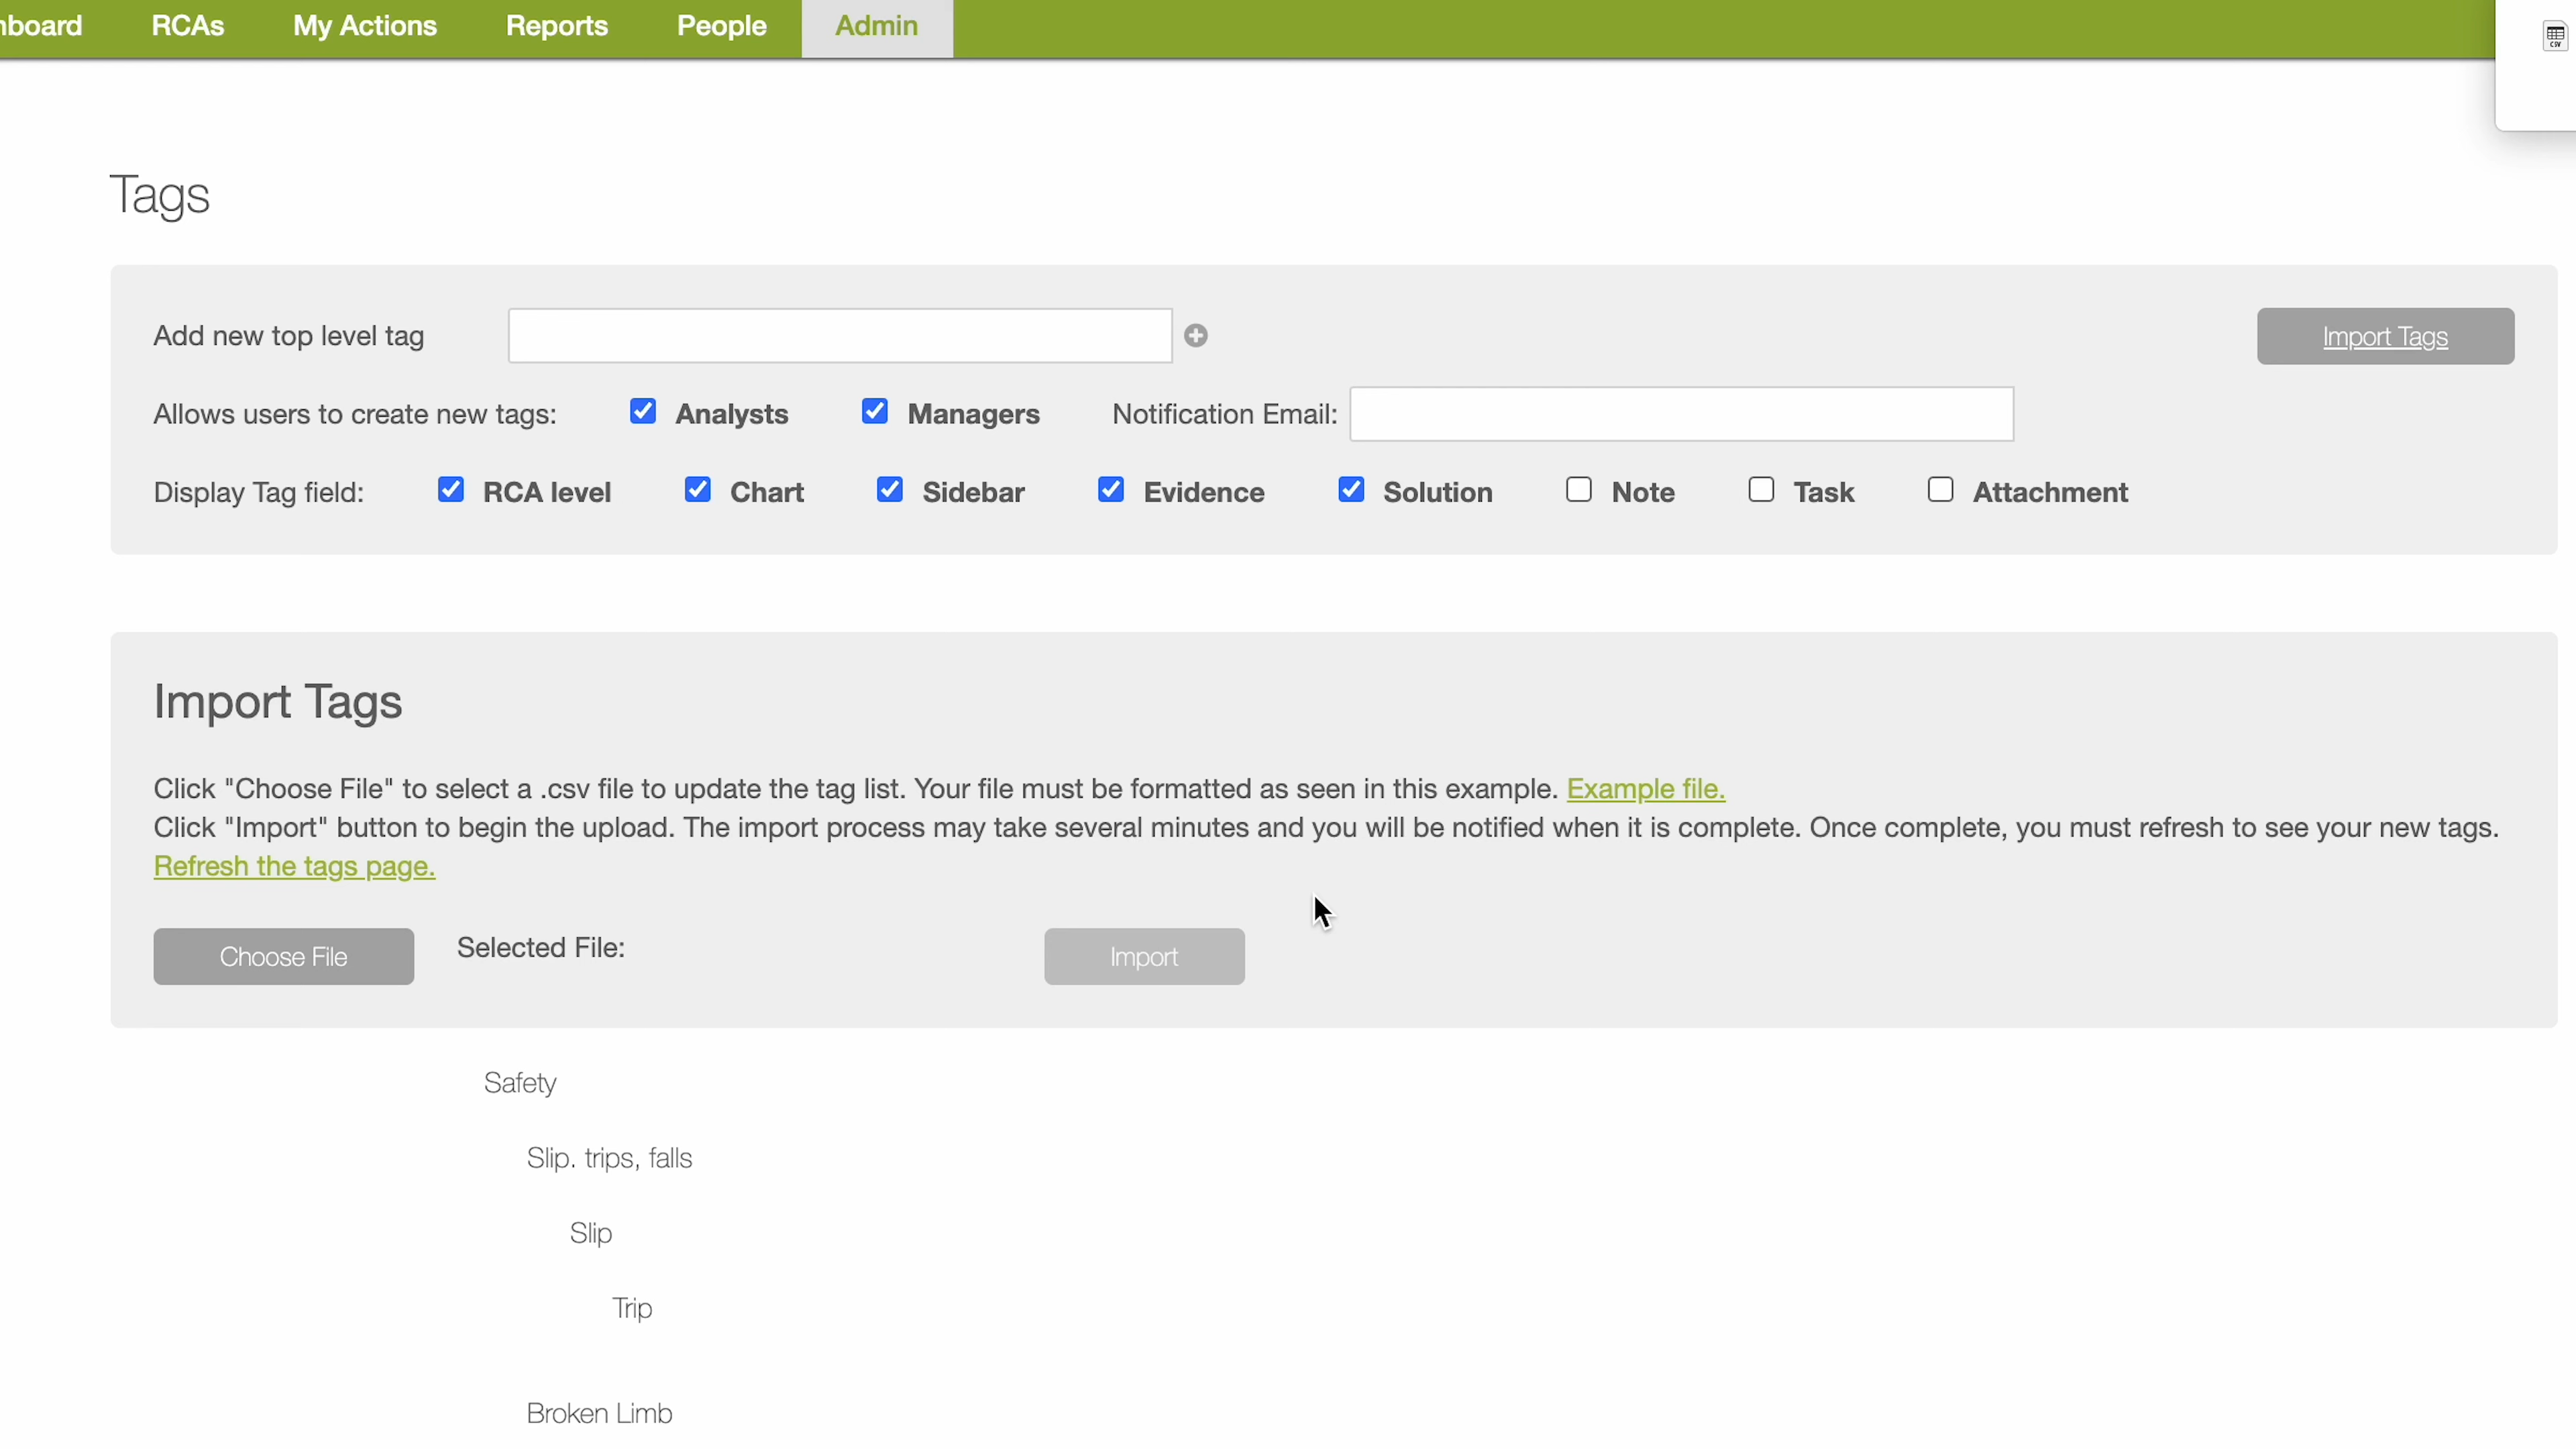 nboard RCAs My Actions Reports People Admin
CSV
Tags
Add new top level tag Import Tags
Allows users to create new tags: Analysts Managers Notification Email:
Display Tag field: RCA level Chart Sidebar Evidence Solution Note Task Attachment
Import Tags
Click "Choose File" to select a .csv file to update the tag list. Your file must be formatted as seen in this example. Example file.
Click "Import" button to begin the upload. The import process may take several minutes and you will be notified when it is complete. Once complete, you must refresh to see your new tags.
Refresh the tags page.
Choose File Selected File: Import
Safety
Slip. trips, falls
Slip
Trip
Broken Limb